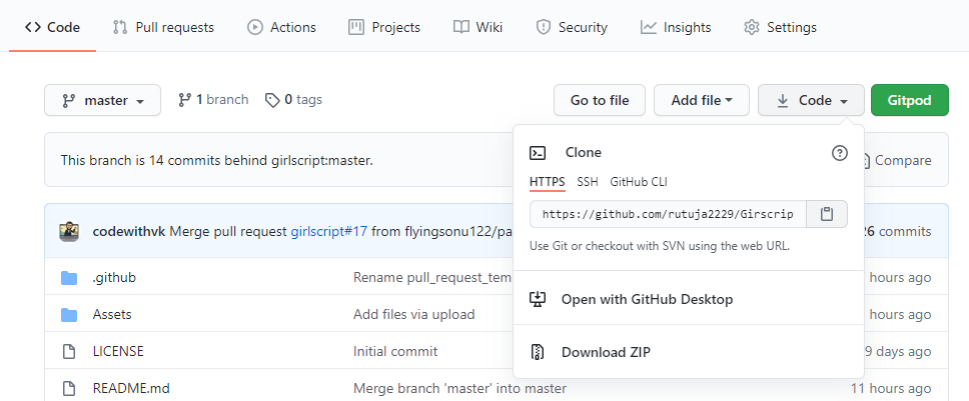 Code Pull requests Actions Projects Wiki Security Insights Settings
master 1 branch 0 tags Go to file Add file Code Gitpod
This branch is 14 commits behind girlscript:master.
Compare
Clone
HTTPS SSH GitHub CLI
https://github.com/rutuja2229/Girscrip
Use Git or checkout with SVN using the web URL.
Open with GitHub Desktop
Download ZIP
codewithvk Merge pull request girlscript#17 from flyingsonu122/pa
26 commits
.github Rename pull_request_tem hours ago
Assets Add files via upload hours ago
LICENSE Initial commit 9 days ago
README.md Merge branch 'master' into master 11 hours ago